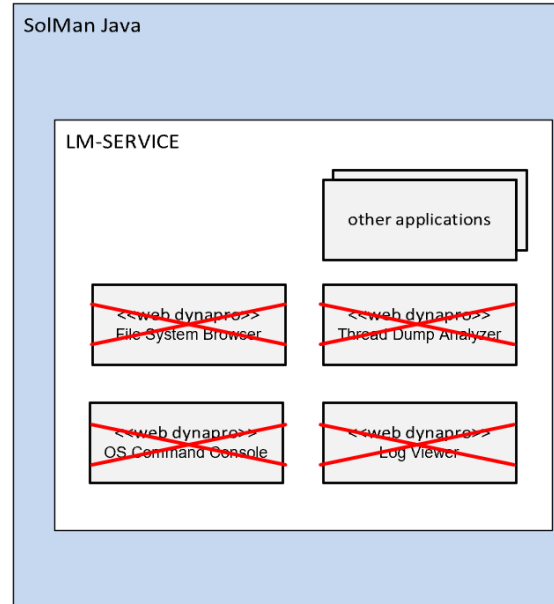 SolMan Java
LM-SERVICE
other applications
<<web dynapro>>
File System Browser
<<web dynapro>>
Thread Dump Analyzer
<<web dynapro>>
OS Command Console
<<web dynapro>>
Log Viewer